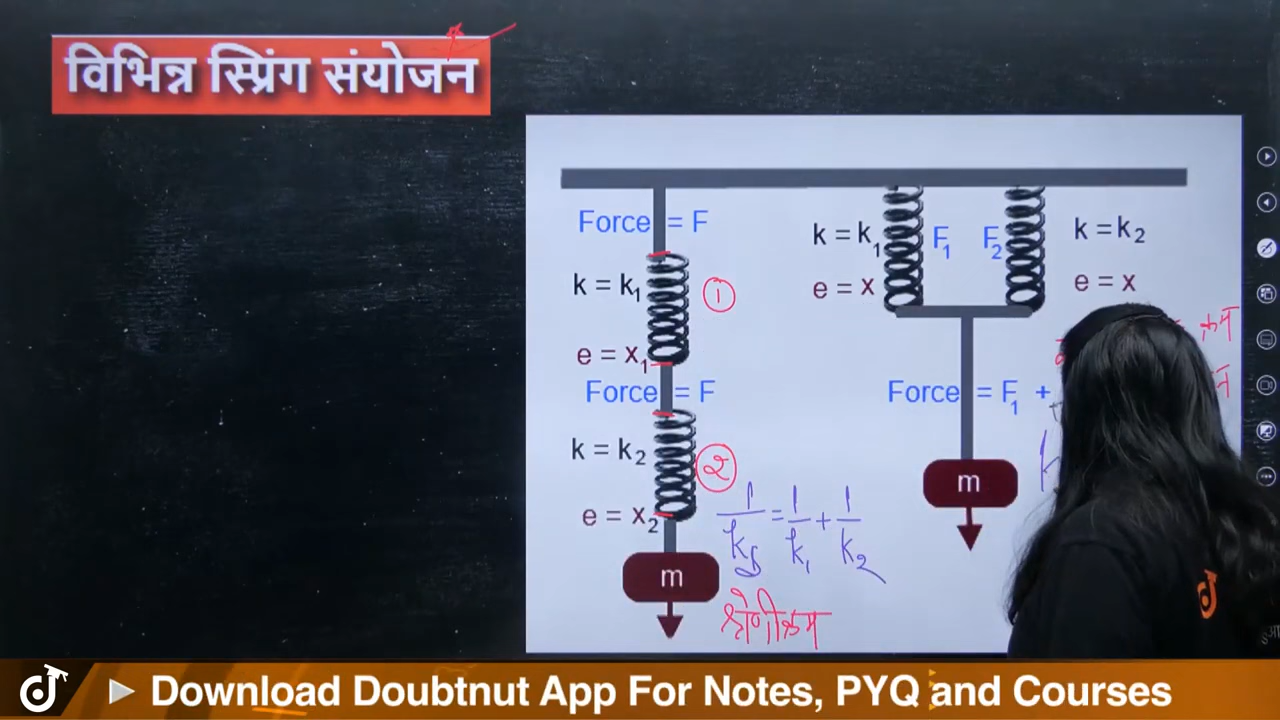 विभिन्न स्प्रिंग संयोजन
Force = F
k = k1
e = x1
①
Force = F
k = k2
e = x2
२
m
1/ks = 1/k1 + 1/k2
श्रेणीक्रम
k = k1
F1
F2
k = k2
e = x
e = x
Force = F1 +
m
Download Doubtnut App For Notes, PYQ and Courses